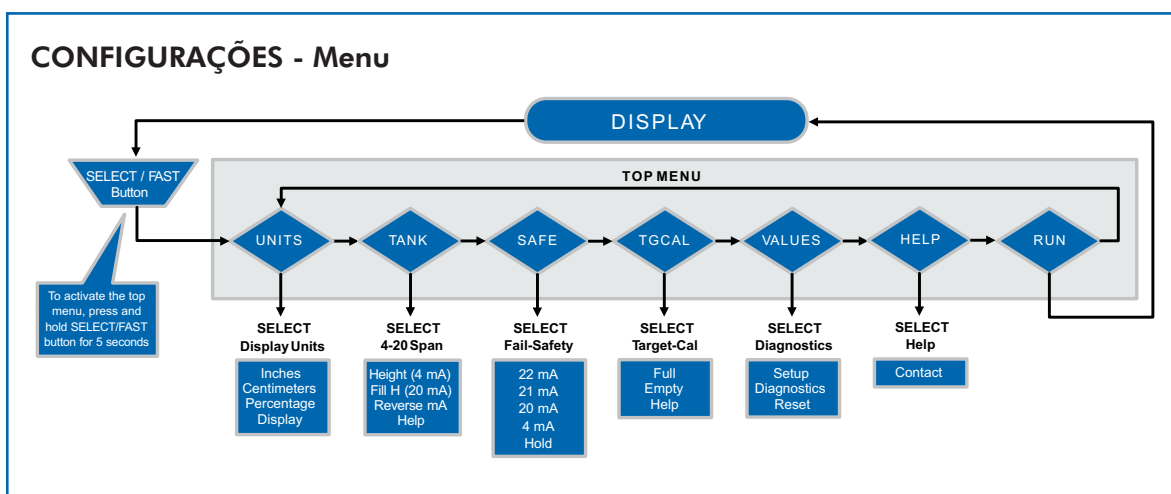 CONFIGURAÇÕES - Menu
DISPLAY
SELECT / FAST
Button
TOP MENU
UNITS
TANK
SAFE
TGCAL
VALUES
HELP
RUN
To activate the top
menu, press and
hold SELECT/FAST
button for 5 seconds
SELECT
Display Units
Inches
Centimeters
Percentage
Display
SELECT
4-20 Span
Height (4 mA)
Fill H (20 mA)
Reverse mA
Help
SELECT
Fail-Safety
22 mA
21 mA
20 mA
4 mA
Hold
SELECT
Target-Cal
Full
Empty
Help
SELECT
Diagnostics
Setup
Diagnostics
Reset
SELECT
Help
Contact